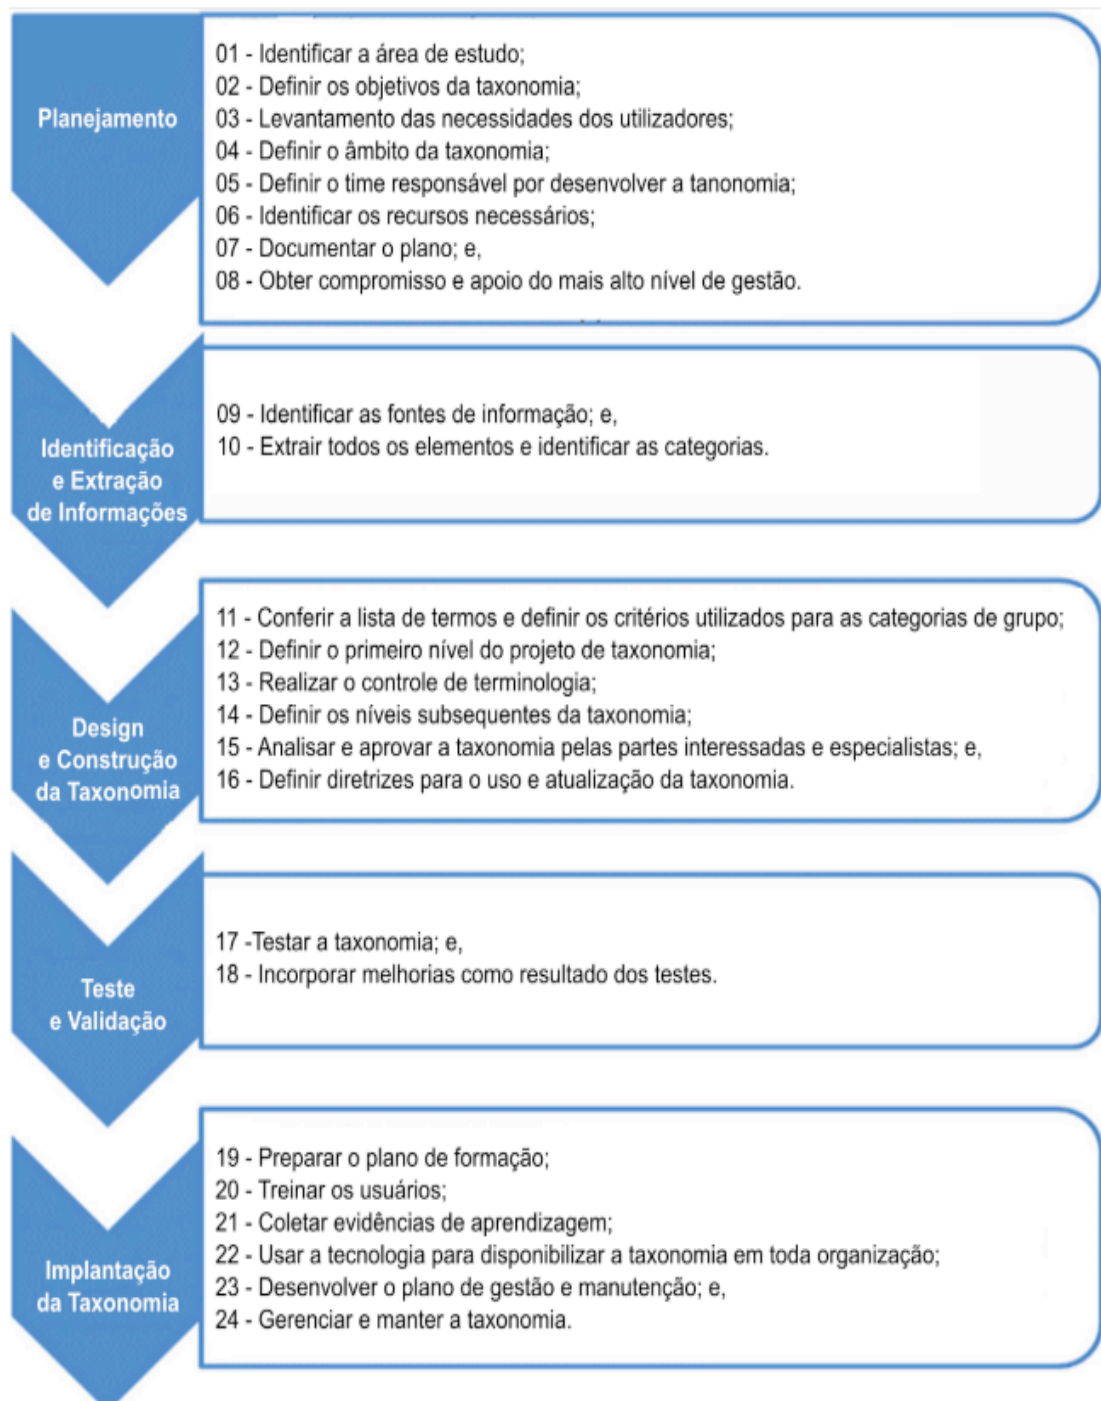 Planejamento
01 - Identificar a área de estudo;
02 - Definir os objetivos da taxonomia;
03 - Levantamento das necessidades dos utilizadores;
04 - Definir o âmbito da taxonomia;
05 - Definir o time responsável por desenvolver a tanonomia;
06 - Identificar os recursos necessários;
07 - Documentar o plano; e,
08 - Obter compromisso e apoio do mais alto nível de gestão.
Identificação
e Extração
de Informações
09 - Identificar as fontes de informação; e,
10 - Extrair todos os elementos e identificar as categorias.
Design
e Construção
da Taxonomia
11 - Conferir a lista de termos e definir os critérios utilizados para as categorias de grupo;
12 - Definir o primeiro nível do projeto de taxonomia;
13 - Realizar o controle de terminologia;
14 - Definir os níveis subsequentes da taxonomia;
15 - Analisar e aprovar a taxonomia pelas partes interessadas e especialistas; e,
16 - Definir diretrizes para o uso e atualização da taxonomia.
Teste
e Validação
17 -Testar a taxonomia; e,
18 - Incorporar melhorias como resultado dos testes.
Implantação
da Taxonomia
19 - Preparar o plano de formação;
20 - Treinar os usuários;
21 - Coletar evidências de aprendizagem;
22 - Usar a tecnologia para disponibilizar a taxonomia em toda organização;
23 - Desenvolver o plano de gestão e manutenção; e,
24 - Gerenciar e manter a taxonomia.